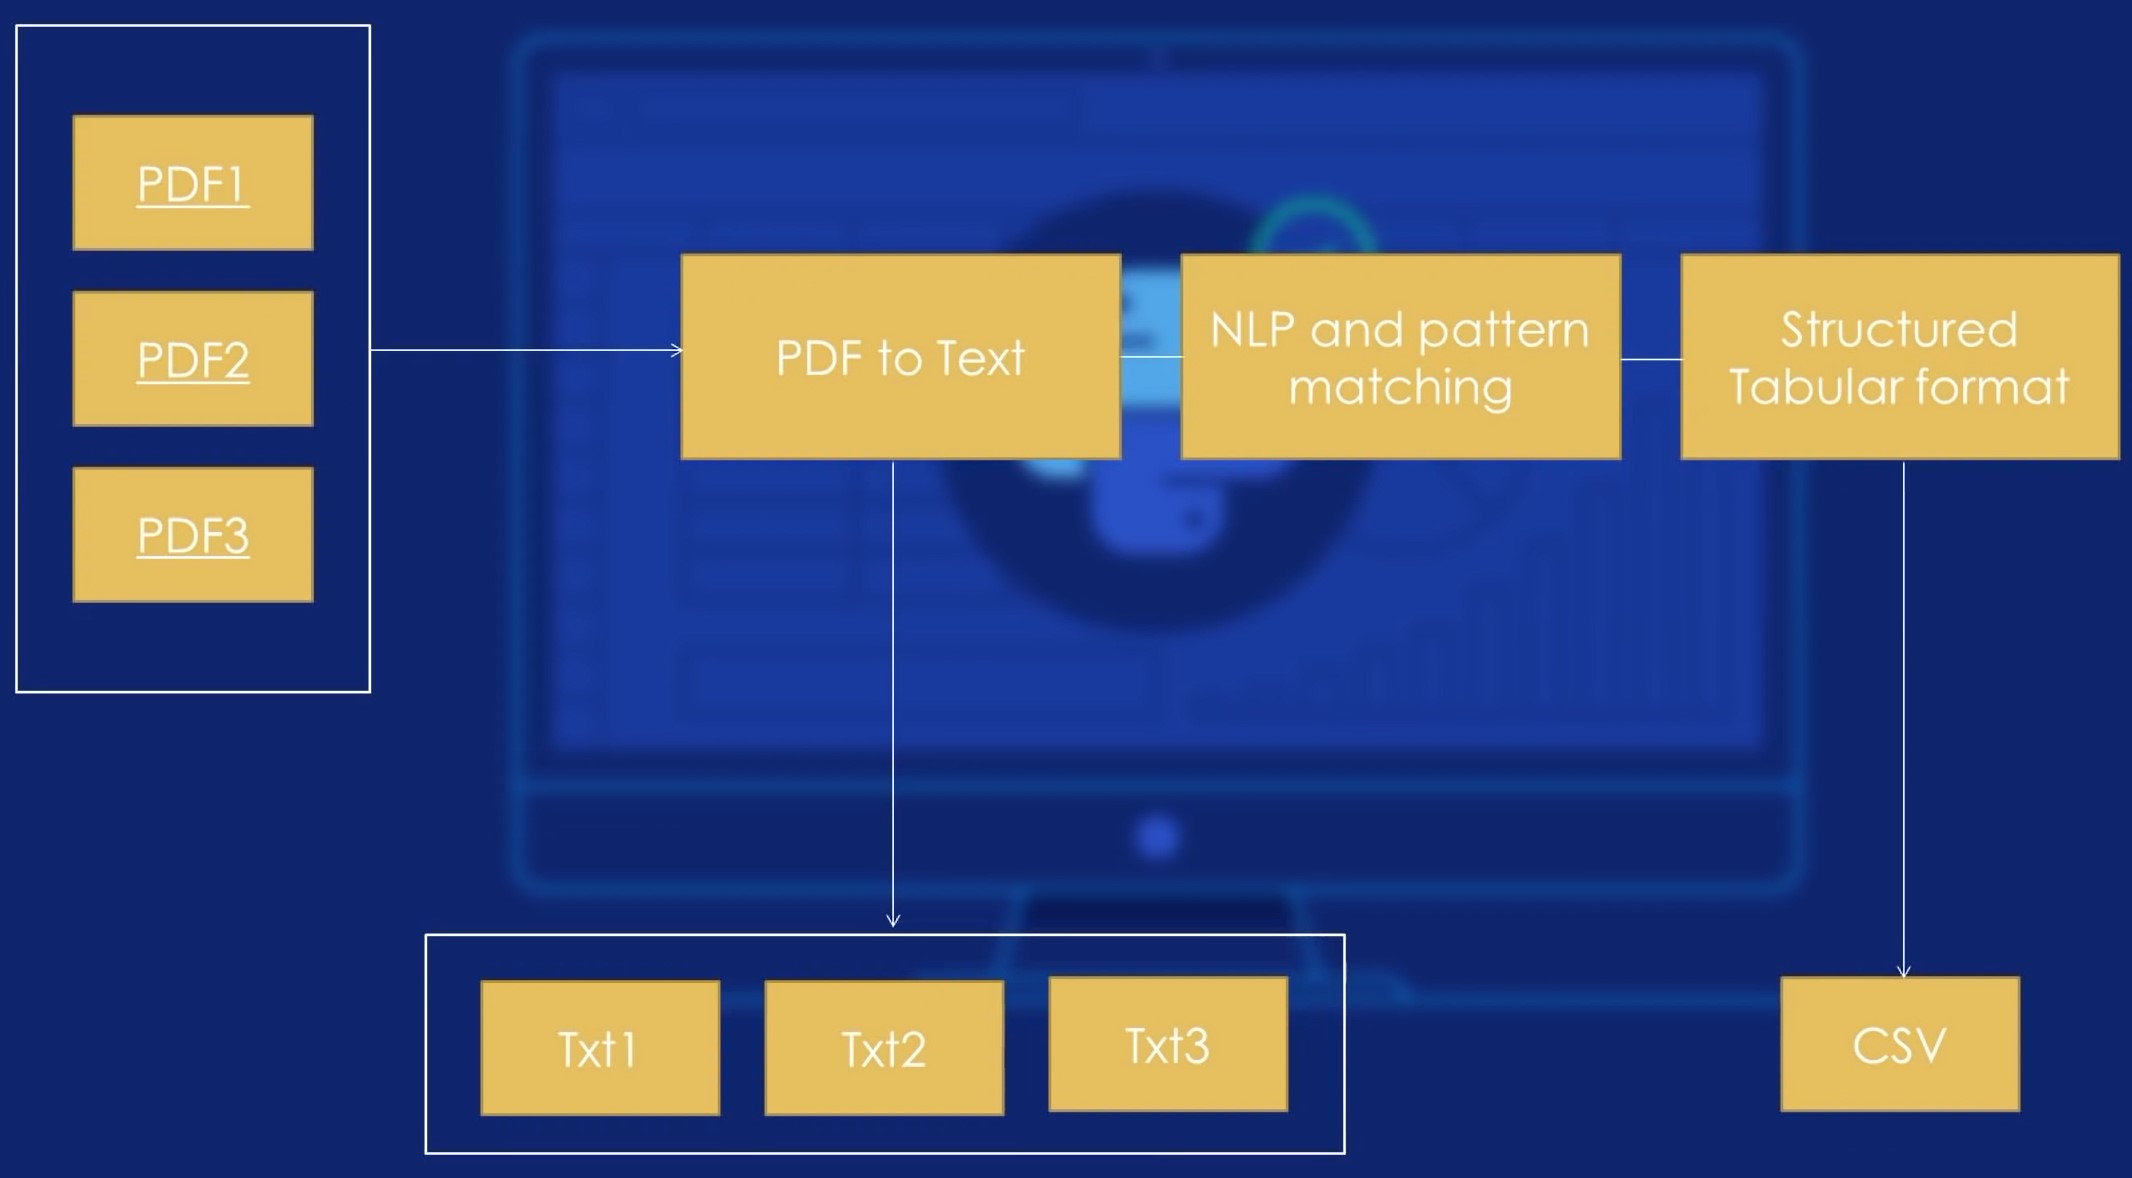 PDF1
PDF2
PDF3
PDF to Text
NLP and pattern
matching
Structured
Tabular format
Txt1
Txt2
Txt3
CSV